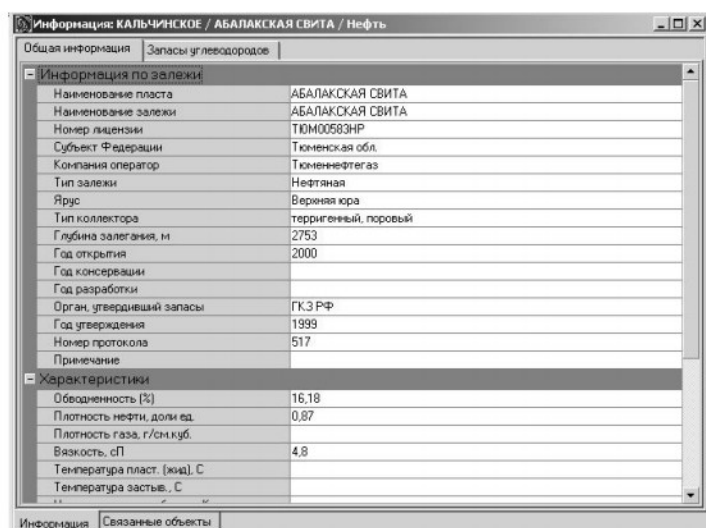 Информация: КАЛЬЧИНСКОЕ / АБАЛАКСКАЯ СВИТА / Нефть
Общая информация Запасы углеводородов
Информация по залежи
Наименование пласта АБАЛАКСКАЯ СВИТА
Наименование залежи АБАЛАКСКАЯ СВИТА
Номер лицензии ТЮМ00583НР
Субъект Федерации Тюменская обл.
Компания оператор Тюменнефтегаз
Тип залежи Нефтяная
Ярус Верхняя юра
Тип коллектора терригенный, поровый
Глубина залегания, м 2753
Год открытия 2000
Год консервации
Год разработки
Орган, утвердивший запасы ГКЗ РФ
Год утверждения 1999
Номер протокола 517
Примечание
Характеристики
Обводненность (%) 16,18
Плотность нефти, доли ед. 0,87
Плотность газа, г/см.куб.
Вязкость, сП 4,8
Температура пласт. (жид), С
Температура застыв., С
Информация Связанные объекты